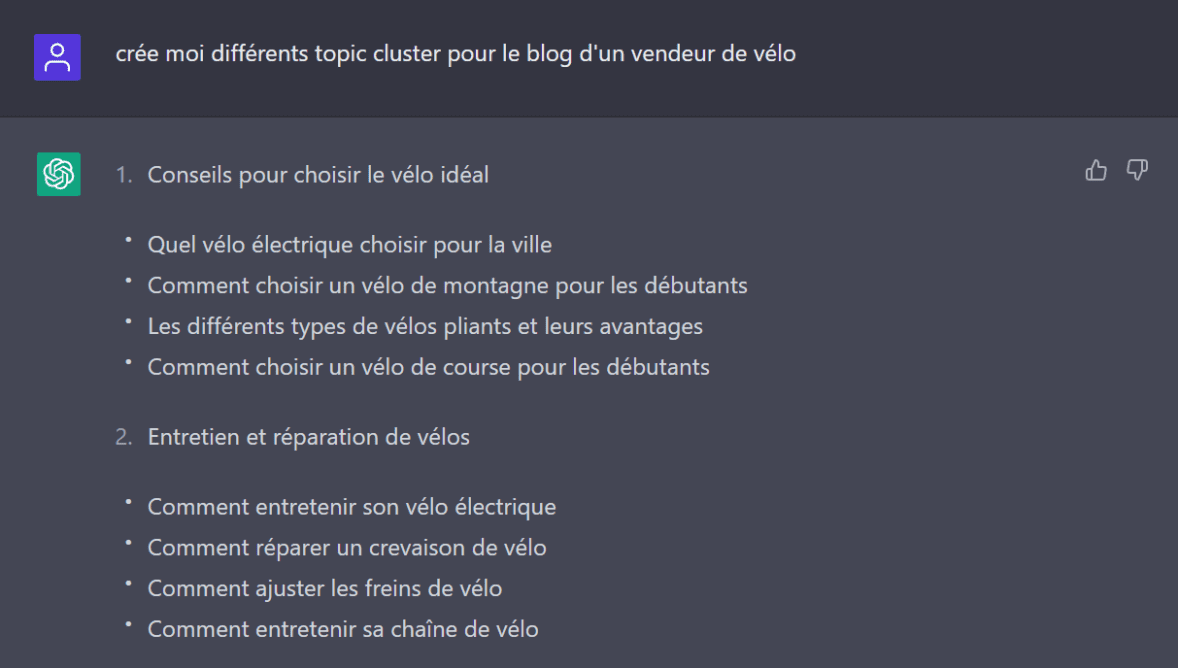 crée moi différents topic cluster pour le blog d'un vendeur de vélo
1. Conseils pour choisir le vélo idéal
• Quel vélo électrique choisir pour la ville
• Comment choisir un vélo de montagne pour les débutants
• Les différents types de vélos pliants et leurs avantages
• Comment choisir un vélo de course pour les débutants
2. Entretien et réparation de vélos
• Comment entretenir son vélo électrique
• Comment réparer un crevaison de vélo
• Comment ajuster les freins de vélo
• Comment entretenir sa chaîne de vélo